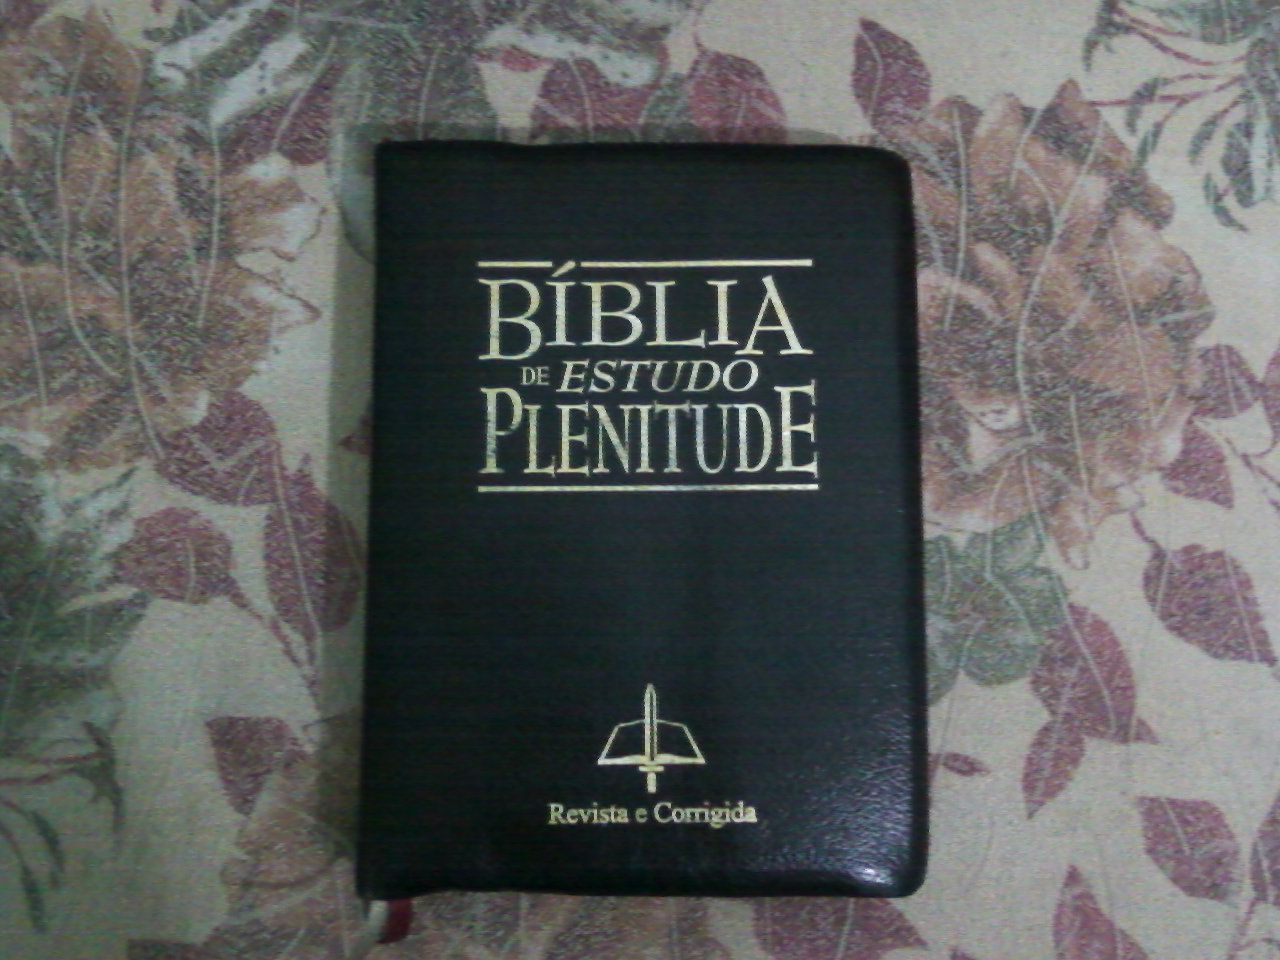 BÍBLIA
DE ESTUDO
PLENITUDE
Revista e Corrigida